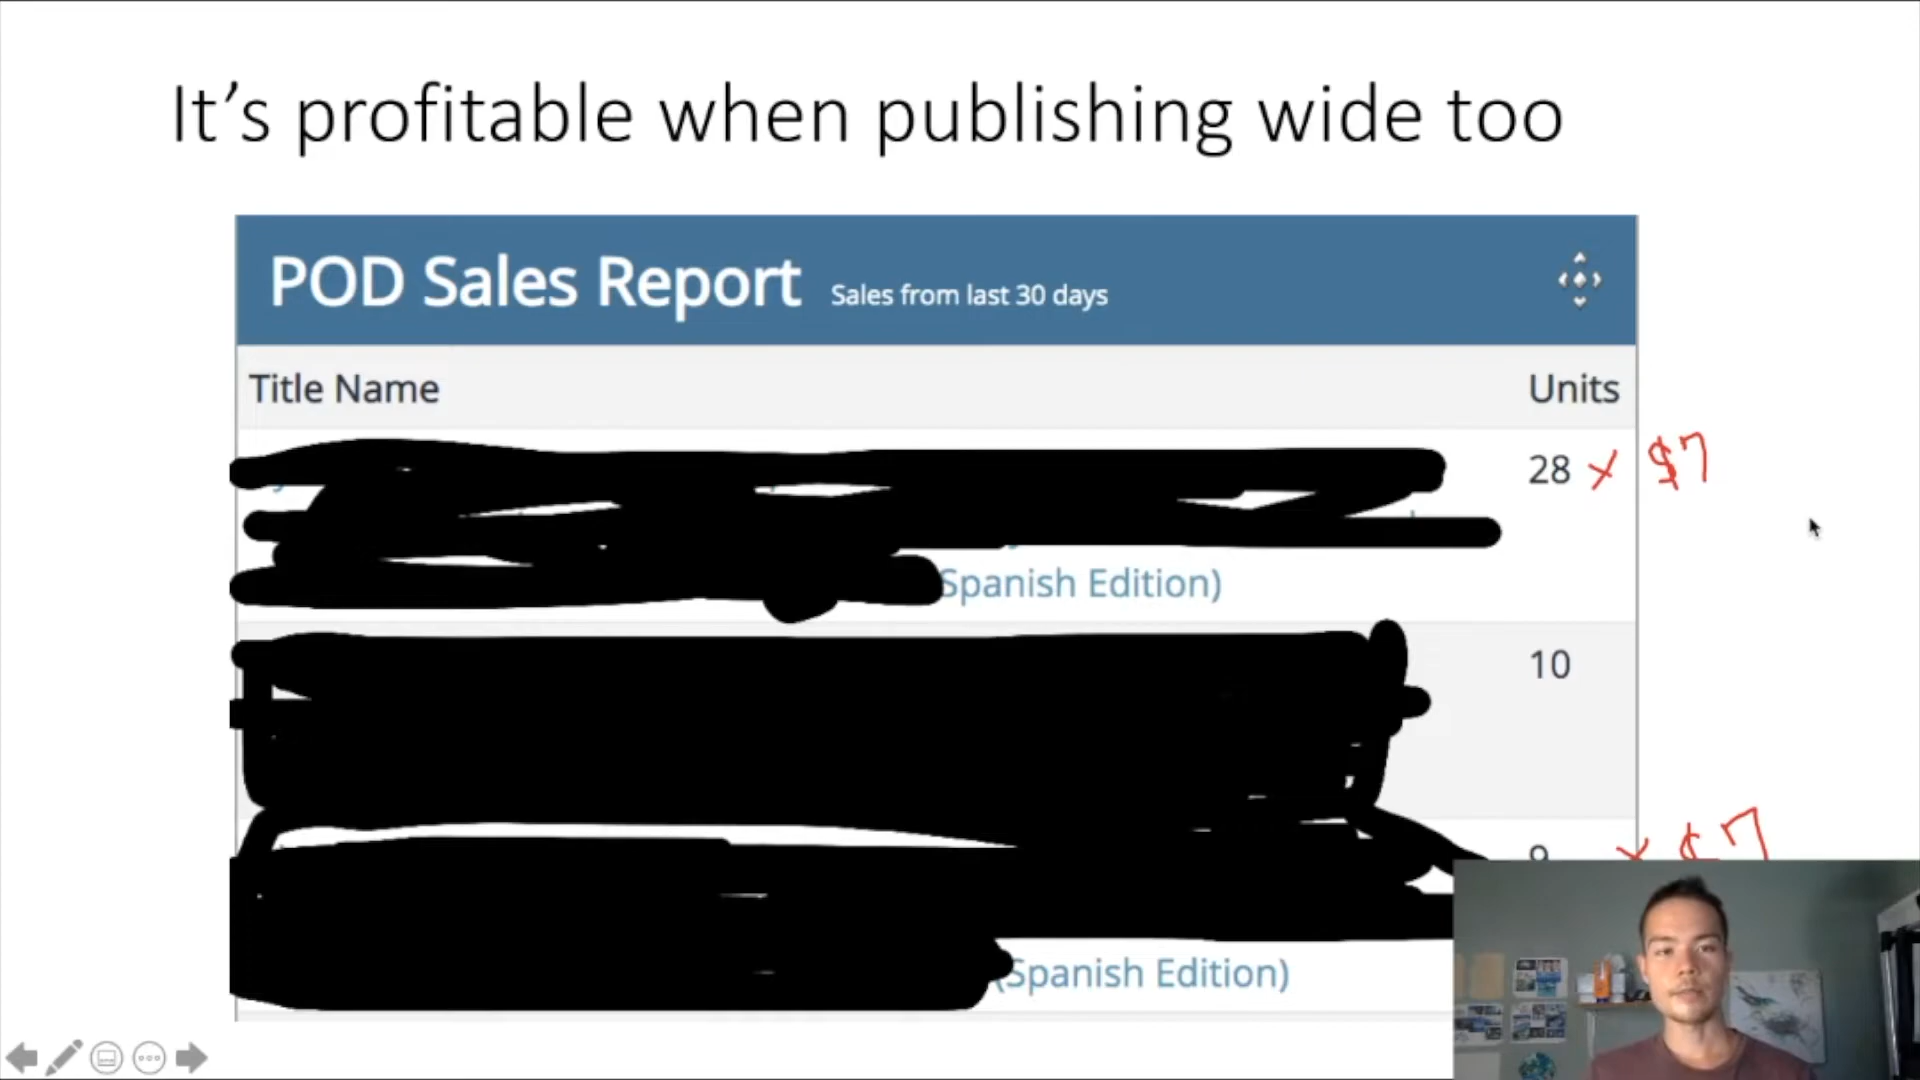 It’s profitable when publishing wide too
POD Sales Report Sales from last 30 days
Title Name Units
28 x $7
Spanish Edition)
10
9 x $7
(Spanish Edition)